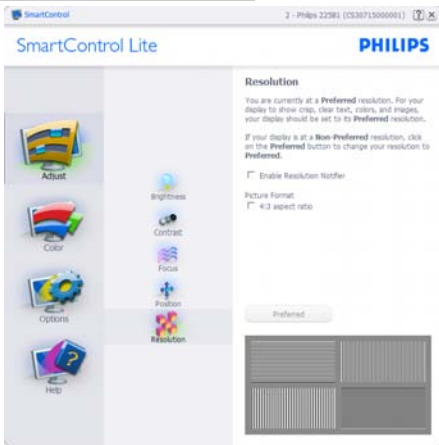 SmartControl
2 - Philips 225B1 (CS30715000001)
SmartControl Lite
PHILIPS
Adjust
Color
Options
Help
Brightness
Contrast
Focus
Position
Resolution
Resolution
You are currently at a Preferred resolution. For your
display to show crisp, clear text, colors, and images,
your display should be set to its Preferred resolution.
If your display is at a Non-Preferred resolution, click
on the Preferred button to change your resolution to
Preferred.
Enable Resolution Notifier
Picture Format
4:3 aspect ratio
Preferred